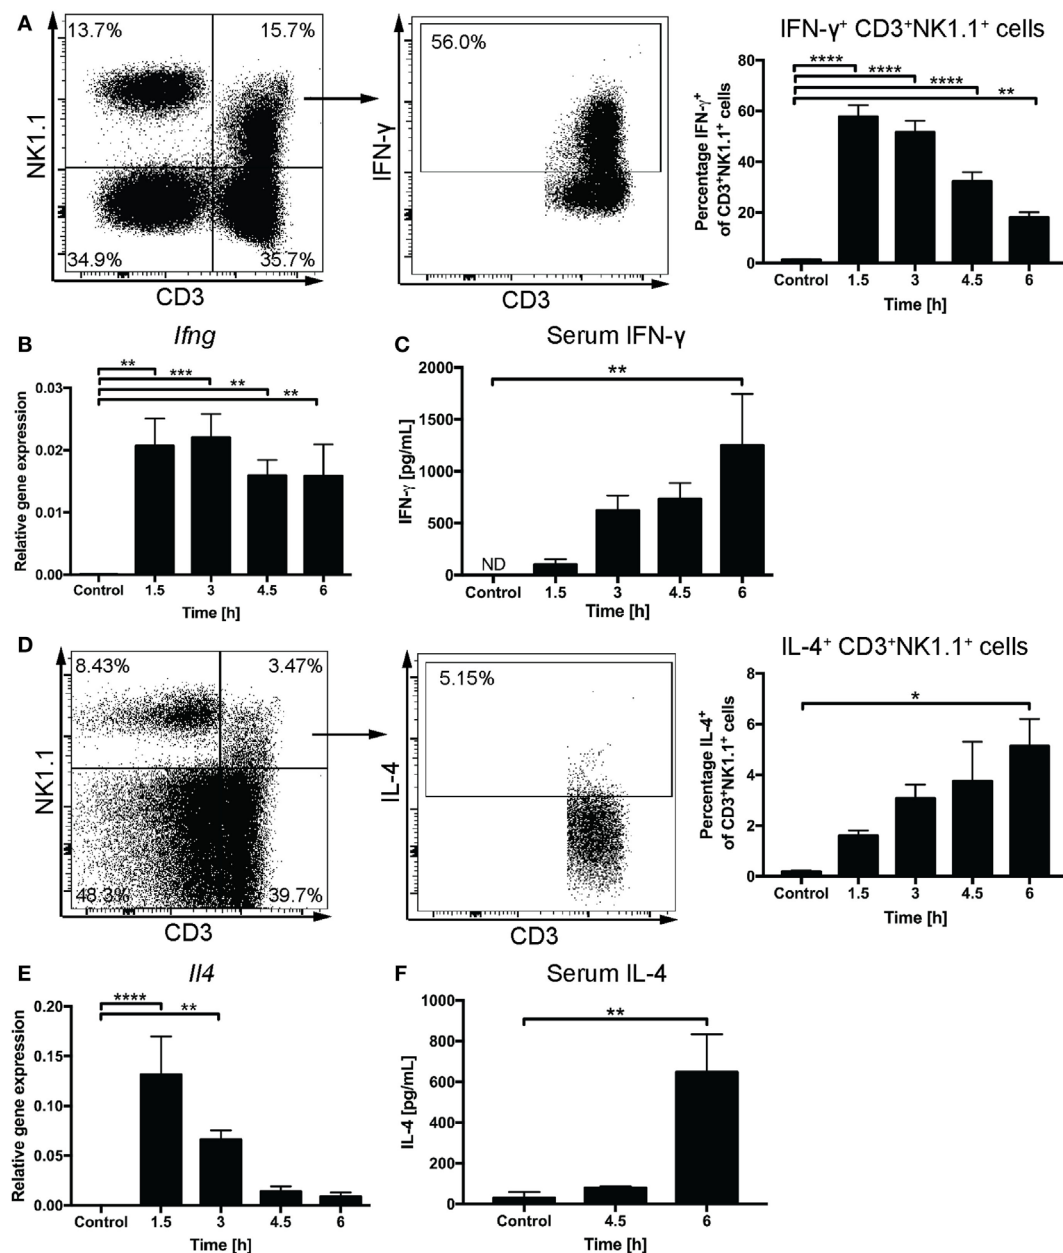 A
13.7%
15.7%
34.9%
35.7%
NK1.1
CD3
56.0%
IFN-γ
CD3
IFN-γ⁺ CD3⁺NK1.1⁺ cells
Percentage IFN-γ⁺
of CD3⁺NK1.1⁺ cells
80
60
40
20
0
****
****
****
**
Control 1.5 3 4.5 6
Time [h]
B
Ifng
Relative gene expression
0.03
0.02
0.01
0.00
**
***
**
**
Control 1.5 3 4.5 6
Time [h]
C
Serum IFN-γ
IFN-γ [pg/mL]
2000
1500
1000
500
0
**
ND
Control 1.5 3 4.5 6
Time [h]
D
8.43%
3.47%
48.3%
39.7%
NK1.1
CD3
5.15%
IL-4
CD3
IL-4⁺ CD3⁺NK1.1⁺ cells
Percentage IL-4⁺
of CD3⁺NK1.1⁺ cells
8
6
4
2
0
*
Control 1.5 3 4.5 6
Time [h]
E
Il4
Relative gene expression
0.20
0.15
0.10
0.05
0.00
****
**
Control 1.5 3 4.5 6
Time [h]
F
Serum IL-4
IL-4 [pg/mL]
1000
800
600
400
200
0
**
Control 4.5 6
Time [h]